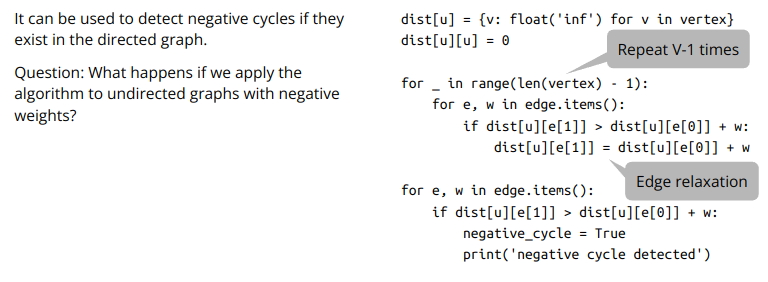 It can be used to detect negative cycles if they
exist in the directed graph.
Question: What happens if we apply the
algorithm to undirected graphs with negative
weights?
dist[u] = {v: float('inf') for v in vertex}
dist[u][u] = 0
Repeat V-1 times
for _ in range(len(vertex) - 1):
    for e, w in edge.items():
        if dist[u][e[1]] > dist[u][e[0]] + w:
            dist[u][e[1]] = dist[u][e[0]] + w
Edge relaxation
for e, w in edge.items():
    if dist[u][e[1]] > dist[u][e[0]] + w:
        negative_cycle = True
        print('negative cycle detected')